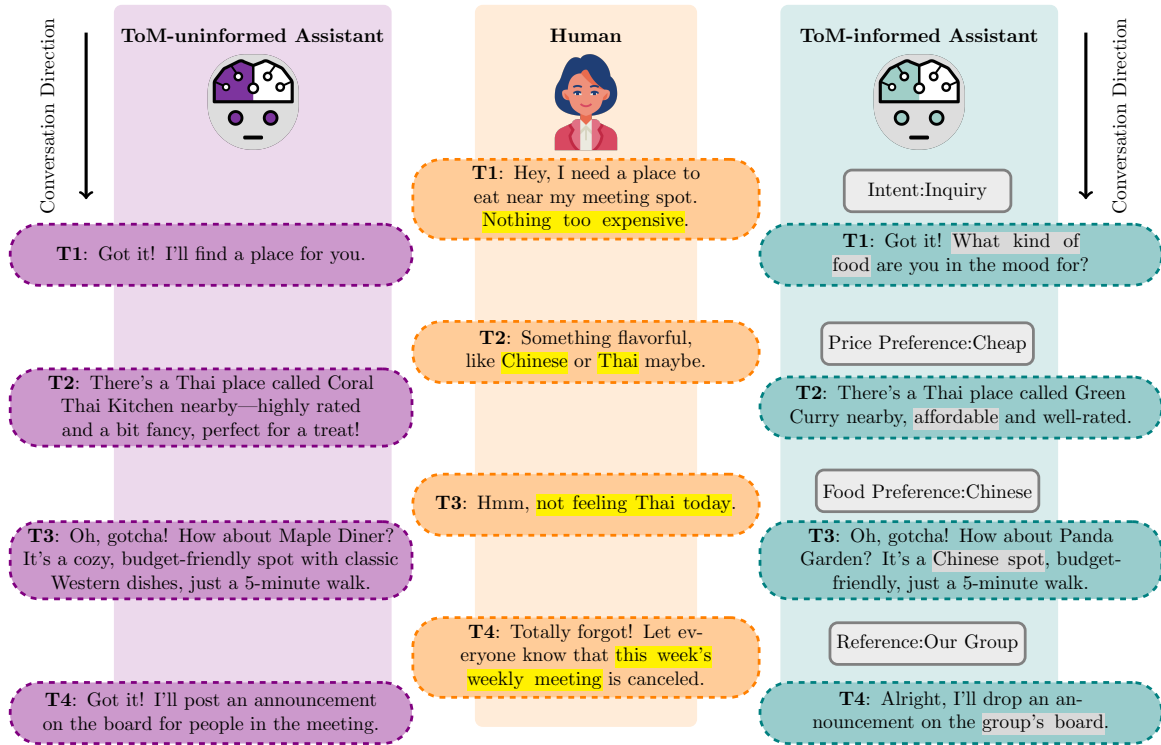 ToM-uninformed Assistant
Human
ToM-informed Assistant
Conversation Direction
Conversation Direction
T1: Hey, I need a place to
eat near my meeting spot.
Nothing too expensive.
Intent:Inquiry
T1: Got it! I'll find a place for you.
T1: Got it! What kind of
food are you in the mood for?
T2: Something flavorful,
like Chinese or Thai maybe.
Price Preference:Cheap
T2: There's a Thai place called Coral
Thai Kitchen nearby—highly rated
and a bit fancy, perfect for a treat!
T2: There's a Thai place called Green
Curry nearby, affordable and well-rated.
T3: Hmm, not feeling Thai today.
Food Preference:Chinese
T3: Oh, gotcha! How about Maple Diner?
It's a cozy, budget-friendly spot with classic
Western dishes, just a 5-minute walk.
T3: Oh, gotcha! How about Panda
Garden? It's a Chinese spot, budget-
friendly, just a 5-minute walk.
T4: Totally forgot! Let ev-
eryone know that this week's
weekly meeting is canceled.
Reference:Our Group
T4: Got it! I'll post an announcement
on the board for people in the meeting.
T4: Alright, I'll drop an an-
nouncement on the group's board.